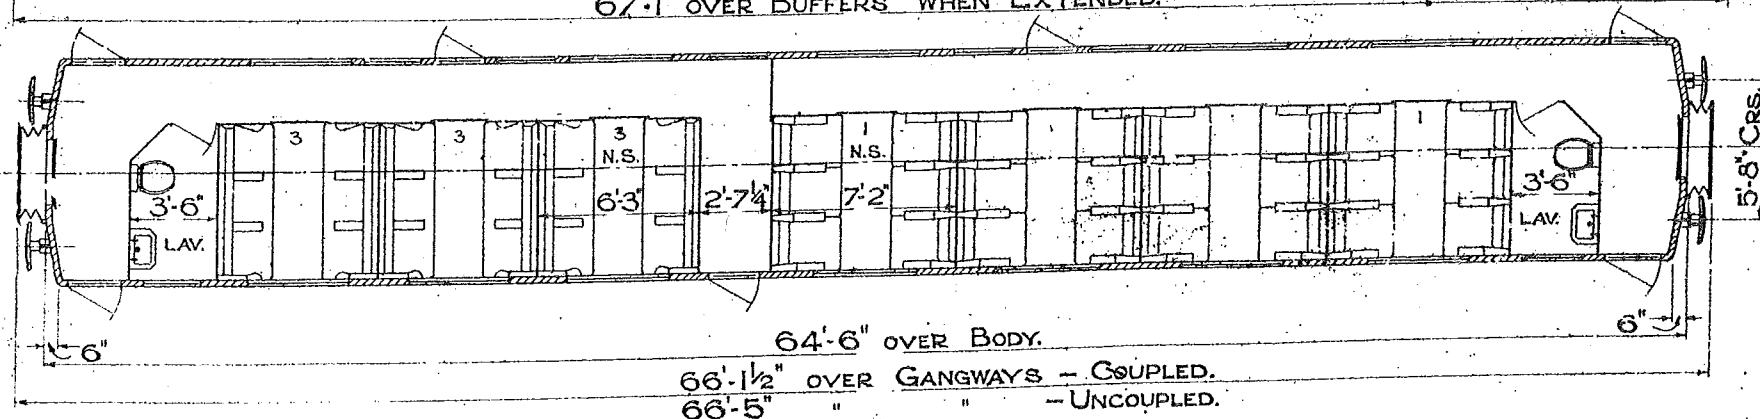 67'·1" OVER BUFFERS WHEN EXTENDED.
3 3 3 1 1 1
N.S. N.S.
3'-6" 6'-3" 2'-7¼" 7'-2" 3'-6"
LAV. LAV.
5'-8" CRS.
6" 6"
64'-6" OVER BODY.
66'-1½" OVER GANGWAYS - COUPLED.
66'-5" " " - UNCOUPLED.